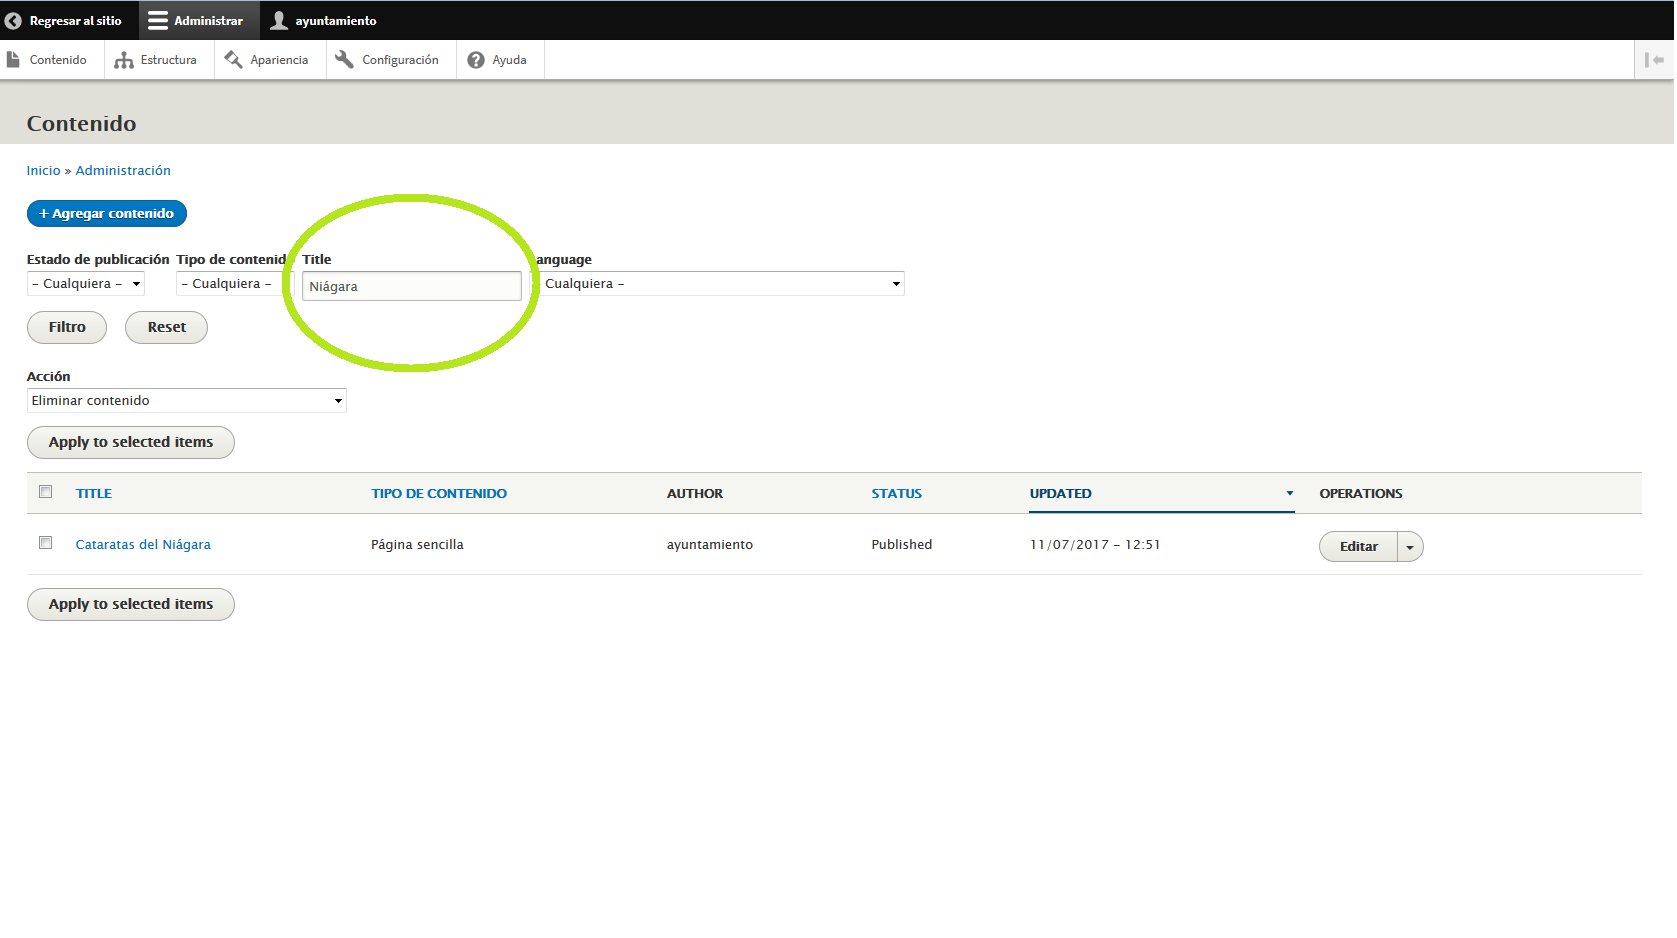 Regresar al sitio Administrar ayuntamiento
Contenido Estructura Apariencia Configuración Ayuda
Contenido
Inicio » Administración
+ Agregar contenido
Estado de publicación Tipo de contenid Title anguage
- Cualquiera - - Cualquiera - Niágara Cualquiera -
Filtro Reset
Acción
Eliminar contenido
Apply to selected items
TITLE TIPO DE CONTENIDO AUTHOR STATUS UPDATED OPERATIONS
Cataratas del Niágara Página sencilla ayuntamiento Published 11/07/2017 - 12:51 Editar
Apply to selected items